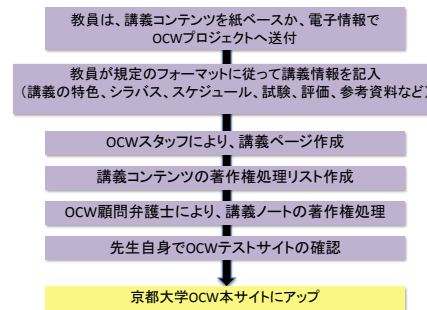 教員は、講義コンテンツを紙ベースか、電子情報で
OCWプロジェクトへ送付
教員が規定のフォーマットに従って講義情報を記入
（講義の特色、シラバス、スケジュール、試験、評価、参考資料など）
OCWスタッフにより、講義ページ作成
講義コンテンツの著作権処理リスト作成
OCW顧問弁護士により、講義ノートの著作権処理
先生自身でOCWテストサイトの確認
京都大学OCW本サイトにアップ